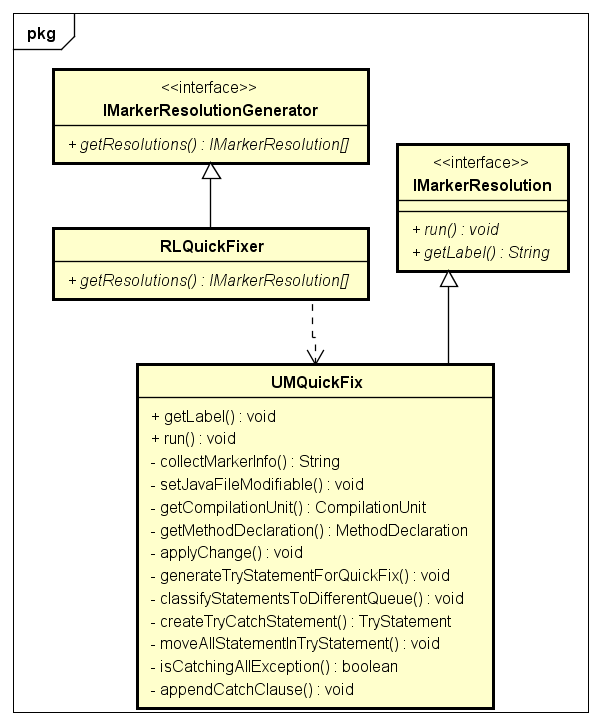 pkg
<<interface>>
IMarkerResolutionGenerator
+ getResolutions() : IMarkerResolution[]
<<interface>>
IMarkerResolution
+ run() : void
+ getLabel() : String
RLQuickFixer
+ getResolutions() : IMarkerResolution[]
UMQuickFix
+ getLabel() : void
+ run() : void
- collectMarkerInfo() : String
- setJavaFileModifiable() : void
- getCompilationUnit() : CompilationUnit
- getMethodDeclaration() : MethodDeclaration
- applyChange() : void
- generateTryStatementForQuickFix() : void
- classifyStatementsToDifferentQueue() : void
- createTryCatchStatement() : TryStatement
- moveAllStatementInTryStatement() : void
- isCatchingAllException() : boolean
- appendCatchClause() : void